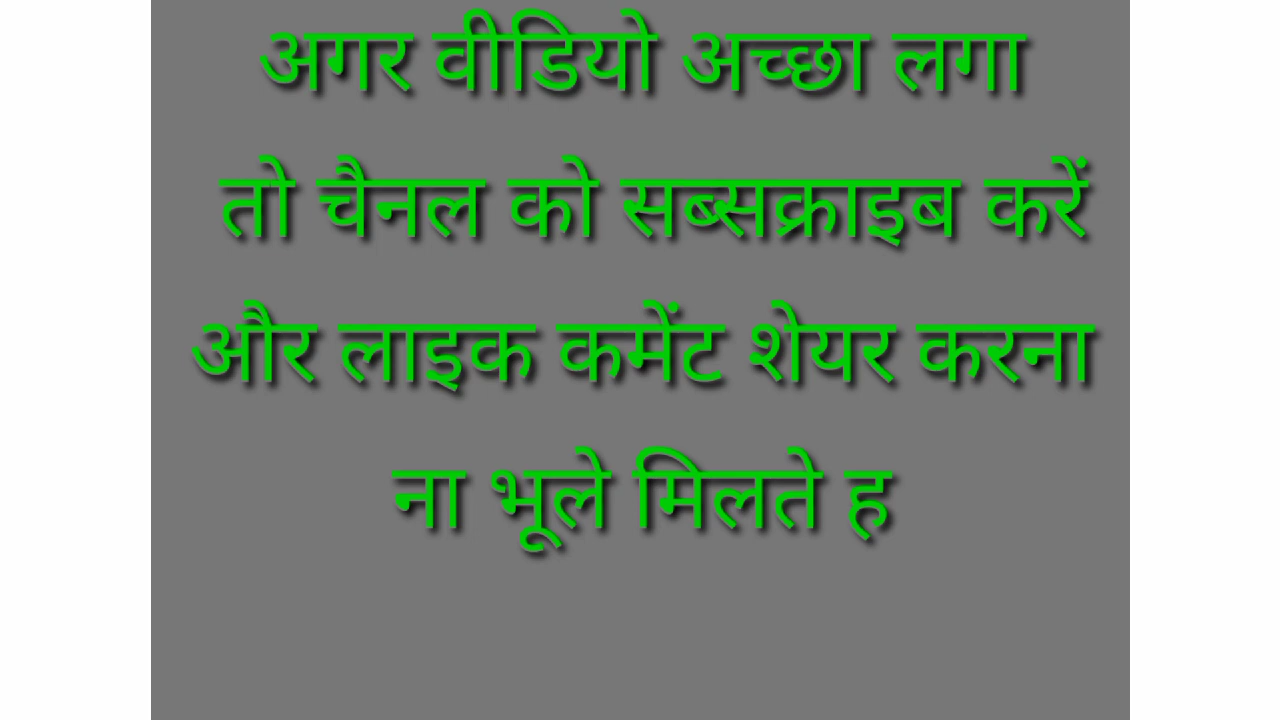 अगर वीडियो अच्छा लगा
तो चैनल को सब्सक्राइब करें
और लाइक कमेंट शेयर करना
ना भूले मिलते ह